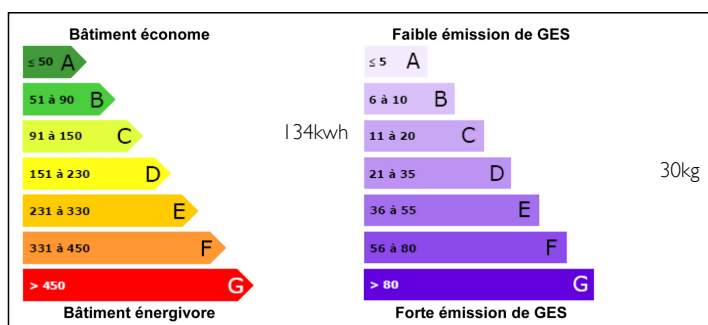 Bâtiment économe
≤ 50 A
51 à 90 B
91 à 150 C
134kwh
151 à 230 D
231 à 330 E
331 à 450 F
> 450 G
Bâtiment énergivore
Faible émission de GES
≤ 5 A
6 à 10 B
11 à 20 C
21 à 35 D
30kg
36 à 55 E
56 à 80 F
> 80 G
Forte émission de GES